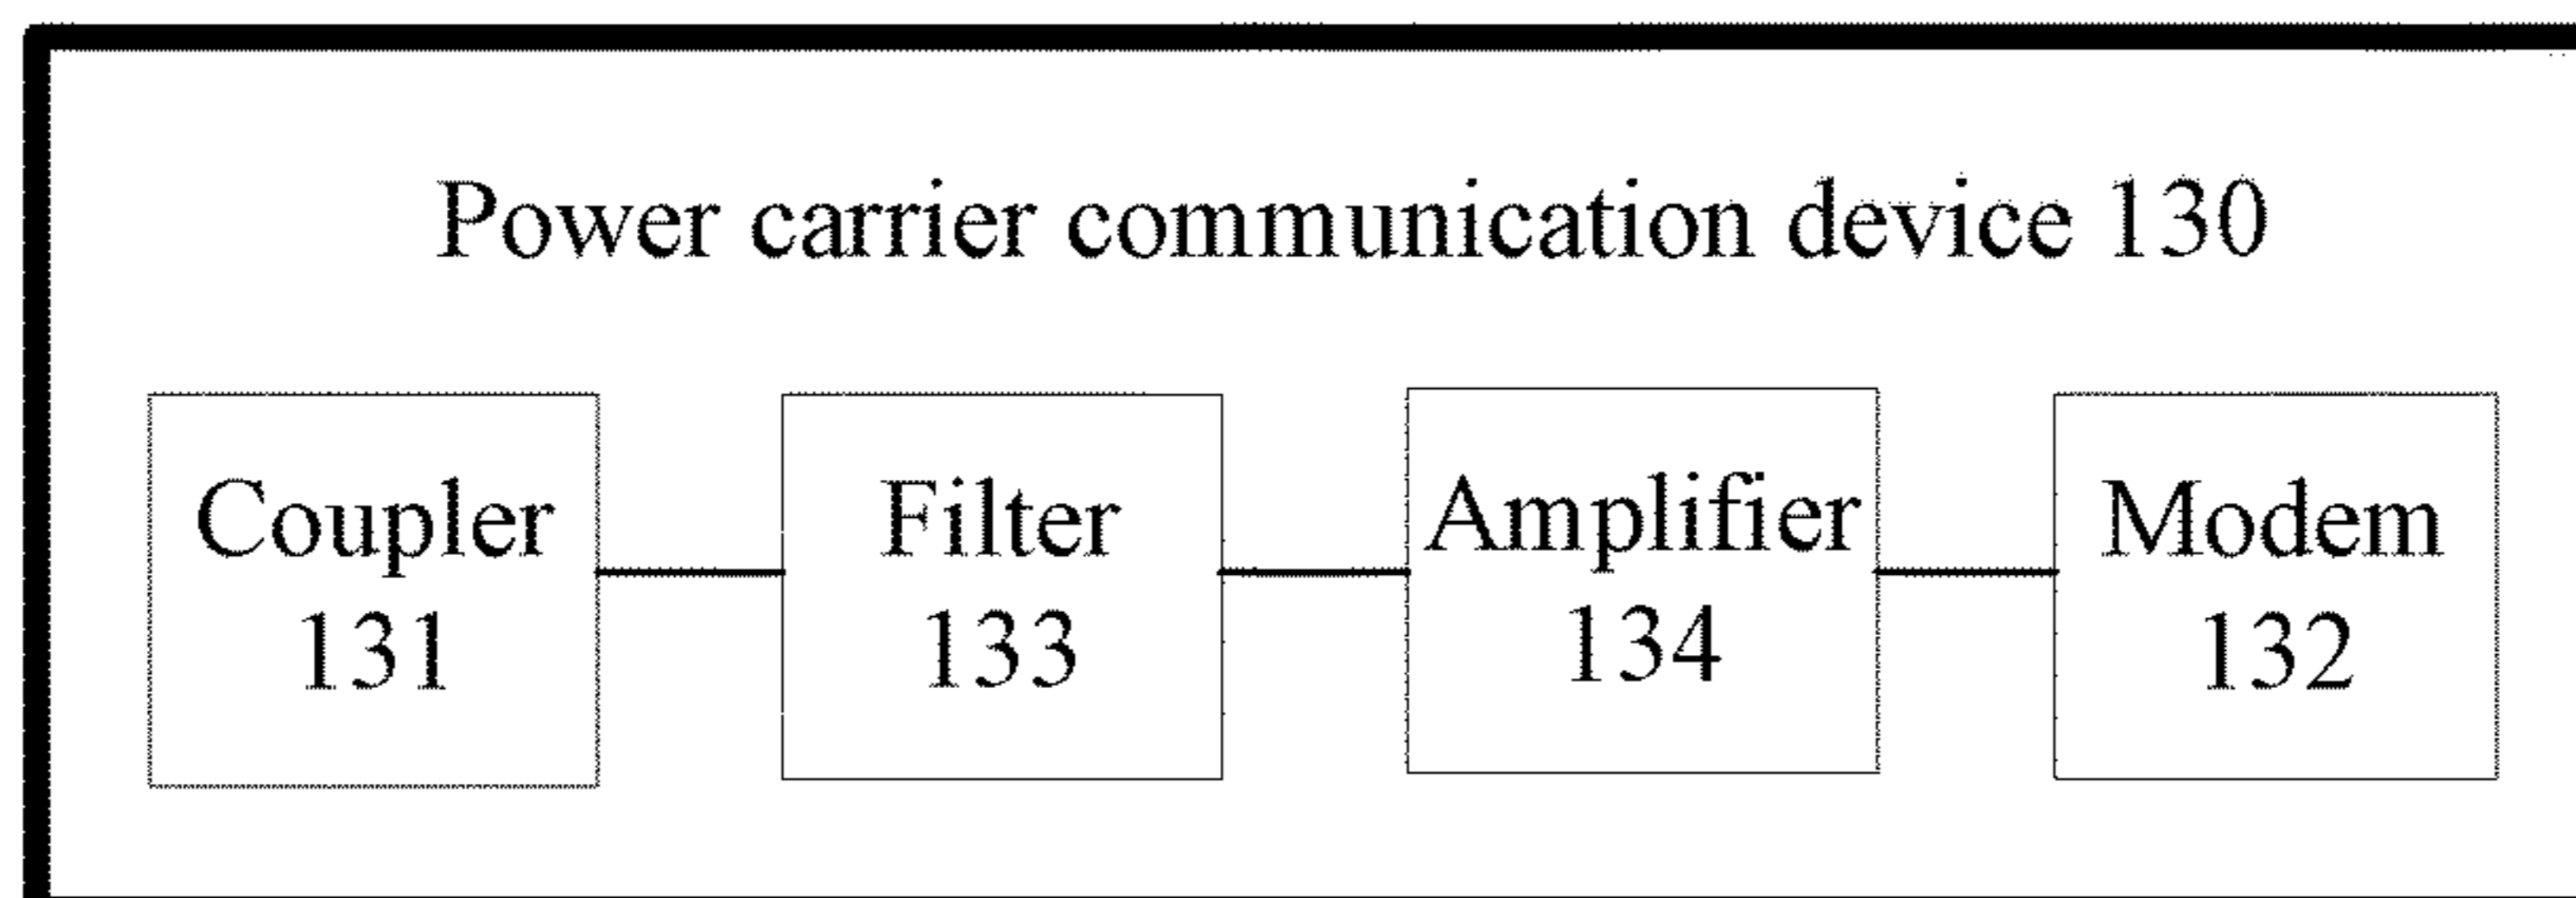 Power carrier communication device 130
Coupler
131
Filter
133
Amplifier
134
Modem
132